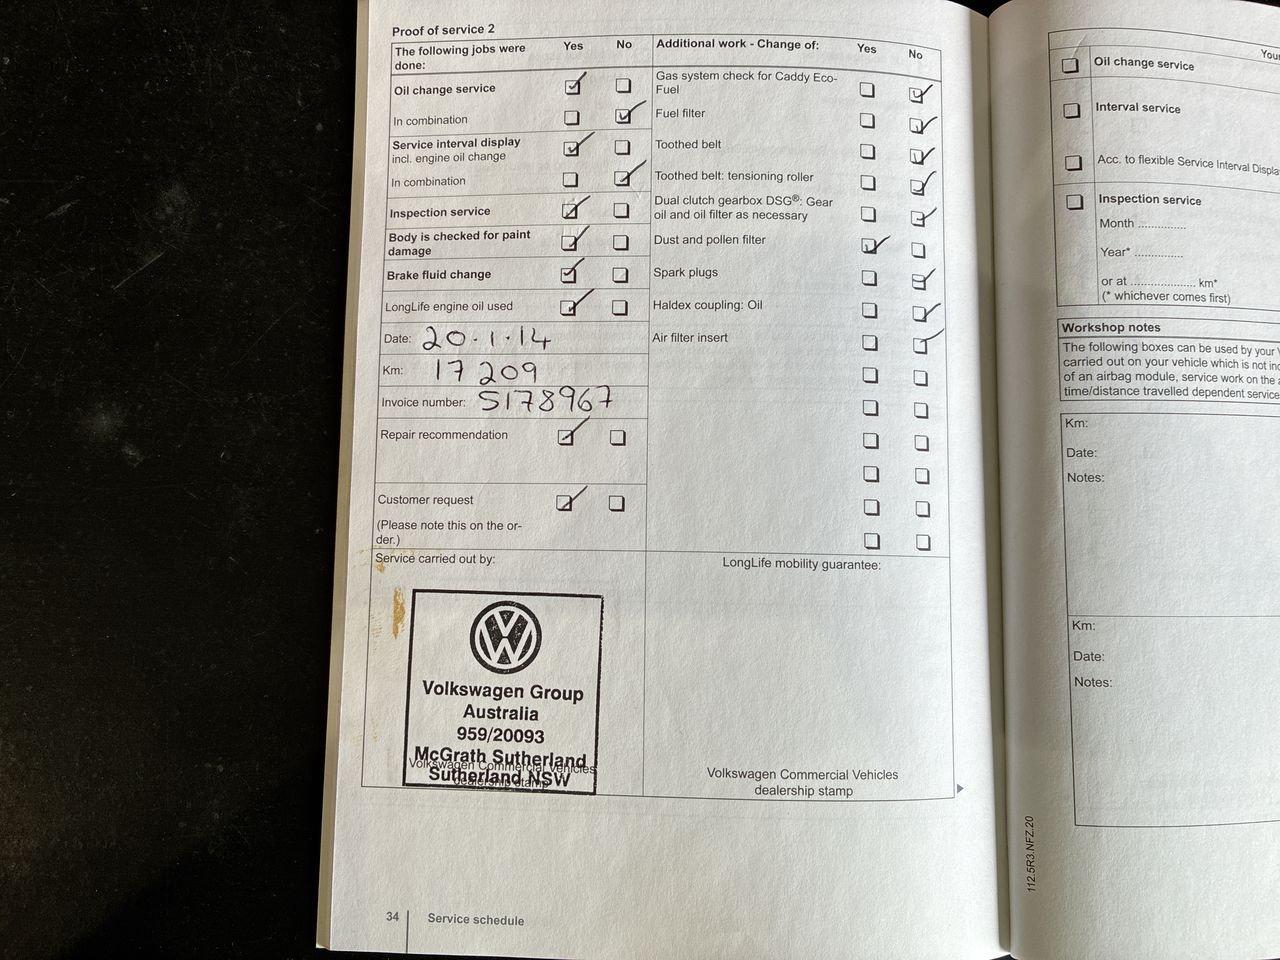 Proof of service 2
The following jobs were
done:
Yes
No
Oil change service
In combination
Service interval display
incl. engine oil change
In combination
Inspection service
Body is checked for paint
damage
Brake fluid change
LongLife engine oil used
Date: 20.1.14
Km: 17 209
Invoice number: S178967
Repair recommendation
Customer request
(Please note this on the or-
der.)
Additional work - Change of:
Yes
No
Gas system check for Caddy Eco-
Fuel
Fuel filter
Toothed belt
Toothed belt: tensioning roller
Dual clutch gearbox DSG®: Gear
oil and oil filter as necessary
Dust and pollen filter
Spark plugs
Haldex coupling: Oil
Air filter insert
Service carried out by:
Volkswagen Group
Australia
959/20093
McGrath Sutherland
Sutherland NSW
Volkswagen Commercial Vehicles
dealership stamp
LongLife mobility guarantee:
Volkswagen Commercial Vehicles
dealership stamp
34
Service schedule
Your
Oil change service
Interval service
Acc. to flexible Service Interval Displa
Inspection service
Month ...............
Year* ...............
or at .................... km*
(* whichever comes first)
Workshop notes
The following boxes can be used by your
carried out on your vehicle which is not
of an airbag module, service work on the
time/distance travelled dependent service
Km:
Date:
Notes:
Km:
Date:
Notes:
112.5R3.NFZ.20